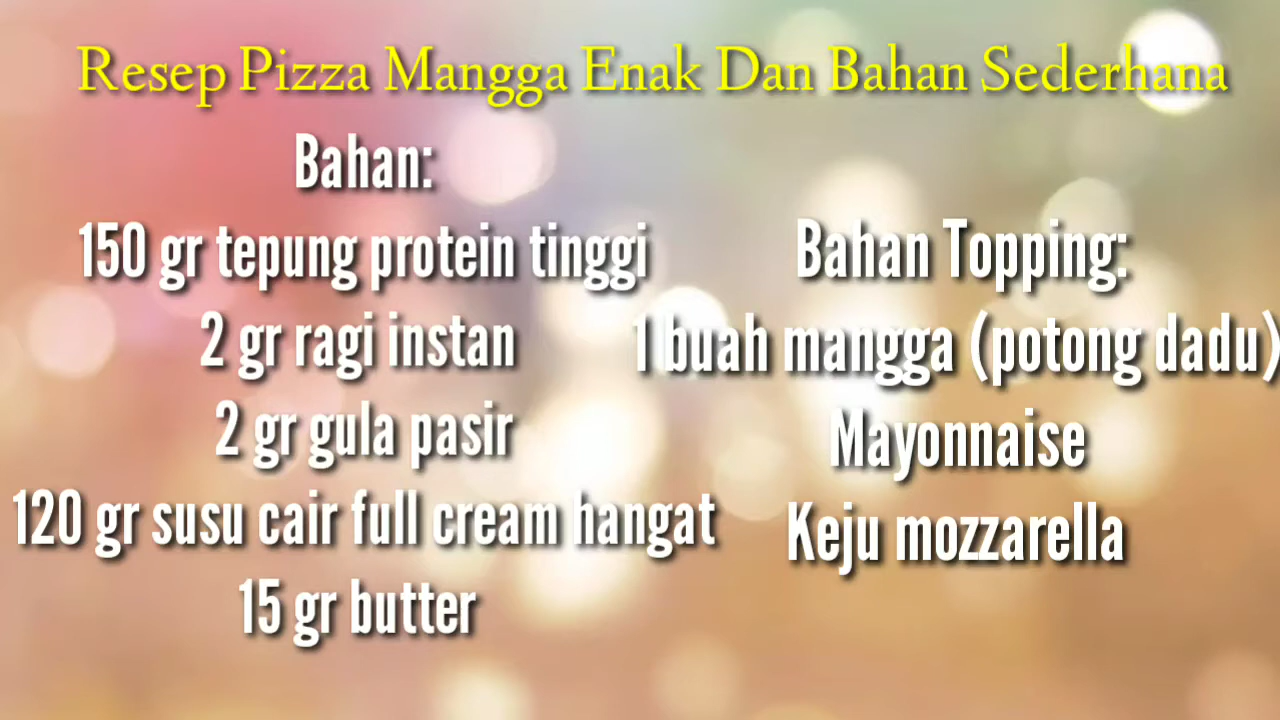 Resep Pizza Mangga Enak Dan Bahan Sederhana
Bahan:
150 gr tepung protein tinggi
2 gr ragi instan
2 gr gula pasir
120 gr susu cair full cream hangat
15 gr butter
Bahan Topping:
1 buah mangga (potong dadu)
Mayonnaise
Keju mozzarella